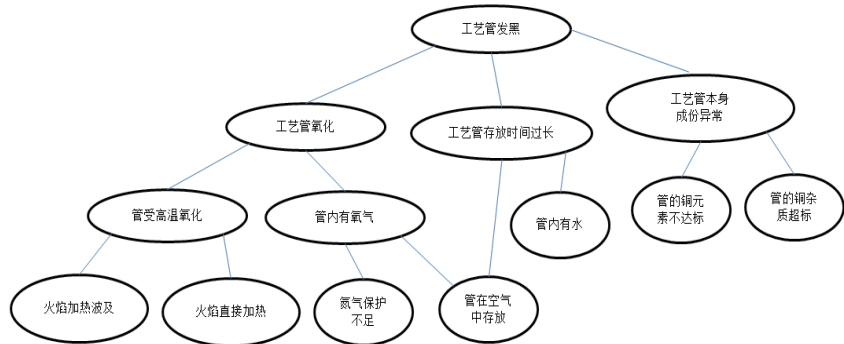 工艺管发黑
工艺管氧化
工艺管存放时间过长
工艺管本身
成份异常
管受高温氧化
管内有氧气
管内有水
管的铜元
素不达标
管的铜杂
质超标
火焰加热波及
火焰直接加热
氮气保护
不足
管在空气
中存放